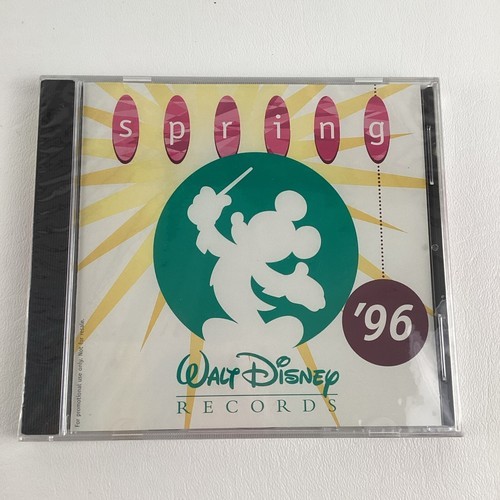 spring
'96
WALT DISNEY
RECORDS
For promotional use only. Not for resale.